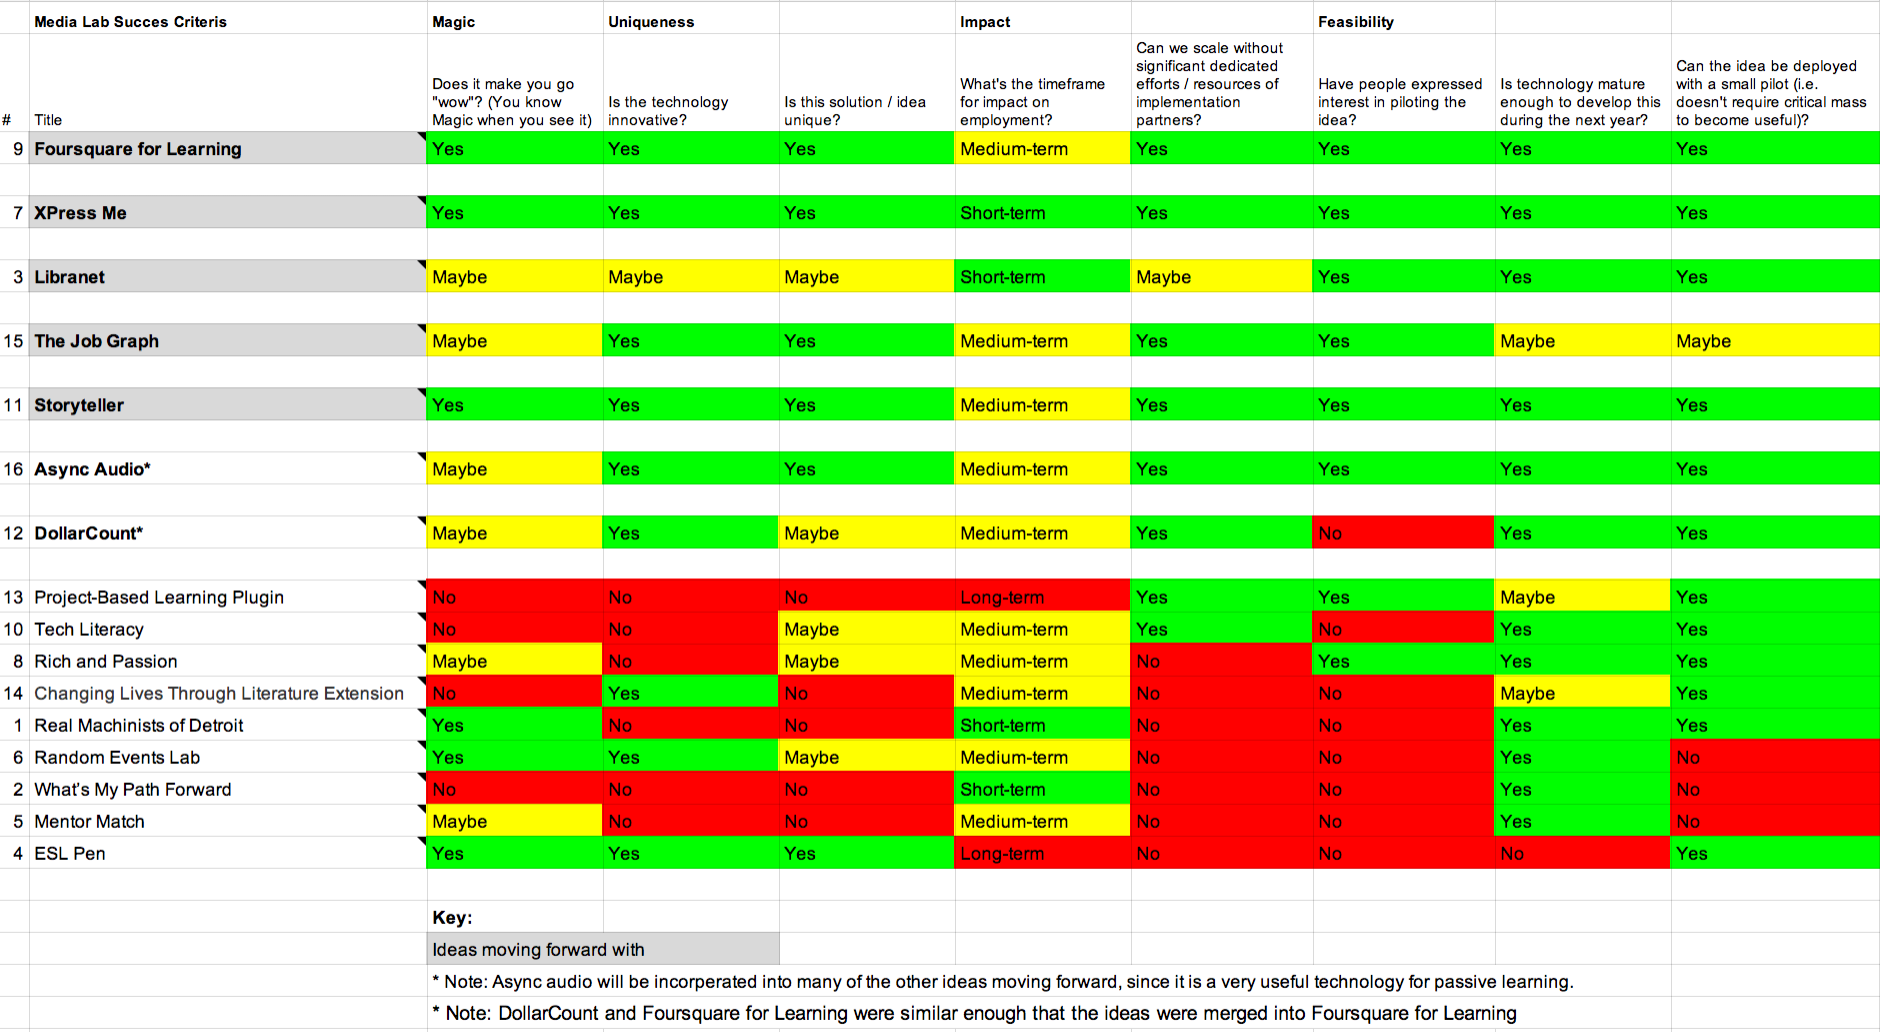 Media Lab Succes Criteris Magic Uniqueness Impact Feasibility
# Title
Does it make you go
"wow"? (You know
Magic when you see it)
Is the technology
innovative?
Is this solution / idea
unique?
What's the timeframe
for impact on
employment?
Can we scale without
significant dedicated
efforts / resources of
implementation
partners?
Have people expressed
interest in piloting the
idea?
Is technology mature
enough to develop this
during the next year?
Can the idea be deployed
with a small pilot (i.e.
doesn't require critical mass
to become useful)?
9 Foursquare for Learning Yes Yes Yes Medium-term Yes Yes Yes Yes
7 XPress Me Yes Yes Yes Short-term Yes Yes Yes Yes
3 Libranet Maybe Maybe Maybe Short-term Maybe Yes Yes Yes
15 The Job Graph Maybe Yes Yes Medium-term Yes Yes Maybe Maybe
11 Storyteller Yes Yes Yes Medium-term Yes Yes Yes Yes
16 Async Audio* Maybe Yes Yes Medium-term Yes Yes Yes Yes
12 DollarCount* Maybe Yes Maybe Medium-term Yes No Yes Yes
13 Project-Based Learning Plugin No No No Long-term Yes Yes Maybe Yes
10 Tech Literacy No No Maybe Medium-term Yes No Yes Yes
8 Rich and Passion Maybe No Maybe Medium-term No Yes Yes Yes
14 Changing Lives Through Literature Extension No Yes No Medium-term No No Maybe Yes
1 Real Machinists of Detroit Yes No No Short-term No No Yes Yes
6 Random Events Lab Yes Yes Maybe Medium-term No No Yes No
2 What's My Path Forward No No No Short-term No No Yes No
5 Mentor Match Maybe No No Medium-term No No Yes No
4 ESL Pen Yes Yes Yes Long-term No No No Yes
Key:
Ideas moving forward with
* Note: Async audio will be incorperated into many of the other ideas moving forward, since it is a very useful technology for passive learning.
* Note: DollarCount and Foursquare for Learning were similar enough that the ideas were merged into Foursquare for Learning